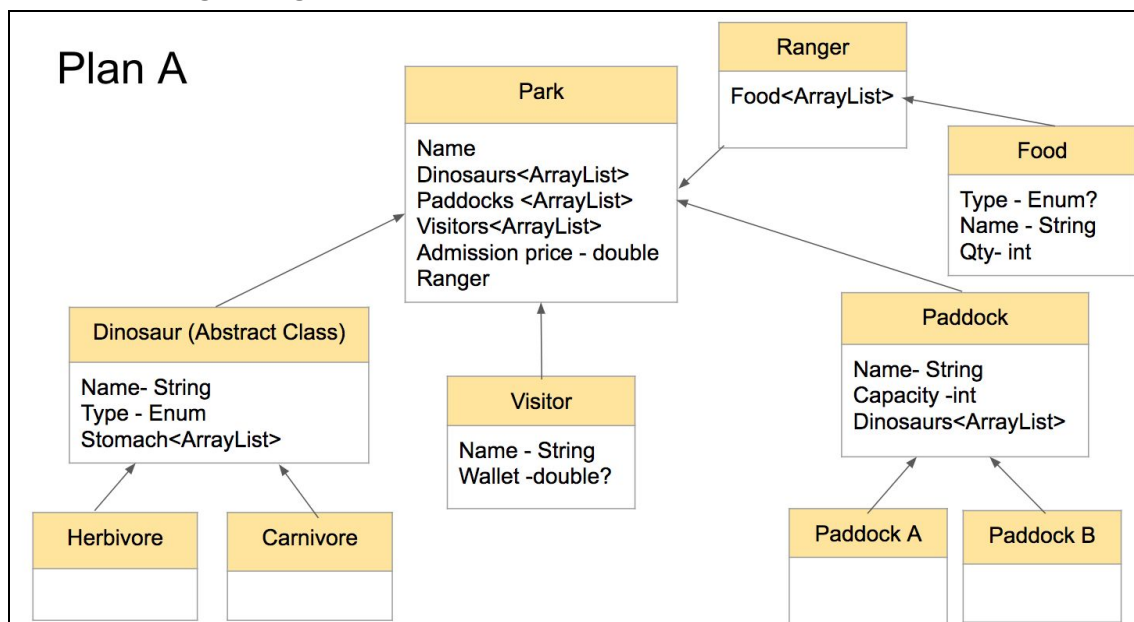 Plan A
Park
Name
Dinosaurs<ArrayList>
Paddocks <ArrayList>
Visitors<ArrayList>
Admission price - double
Ranger
Ranger
Food<ArrayList>
Food
Type - Enum?
Name - String
Qty- int
Dinosaur (Abstract Class)
Name- String
Type - Enum
Stomach<ArrayList>
Herbivore
Carnivore
Visitor
Name - String
Wallet -double?
Paddock
Name- String
Capacity -int
Dinosaurs<ArrayList>
Paddock A
Paddock B